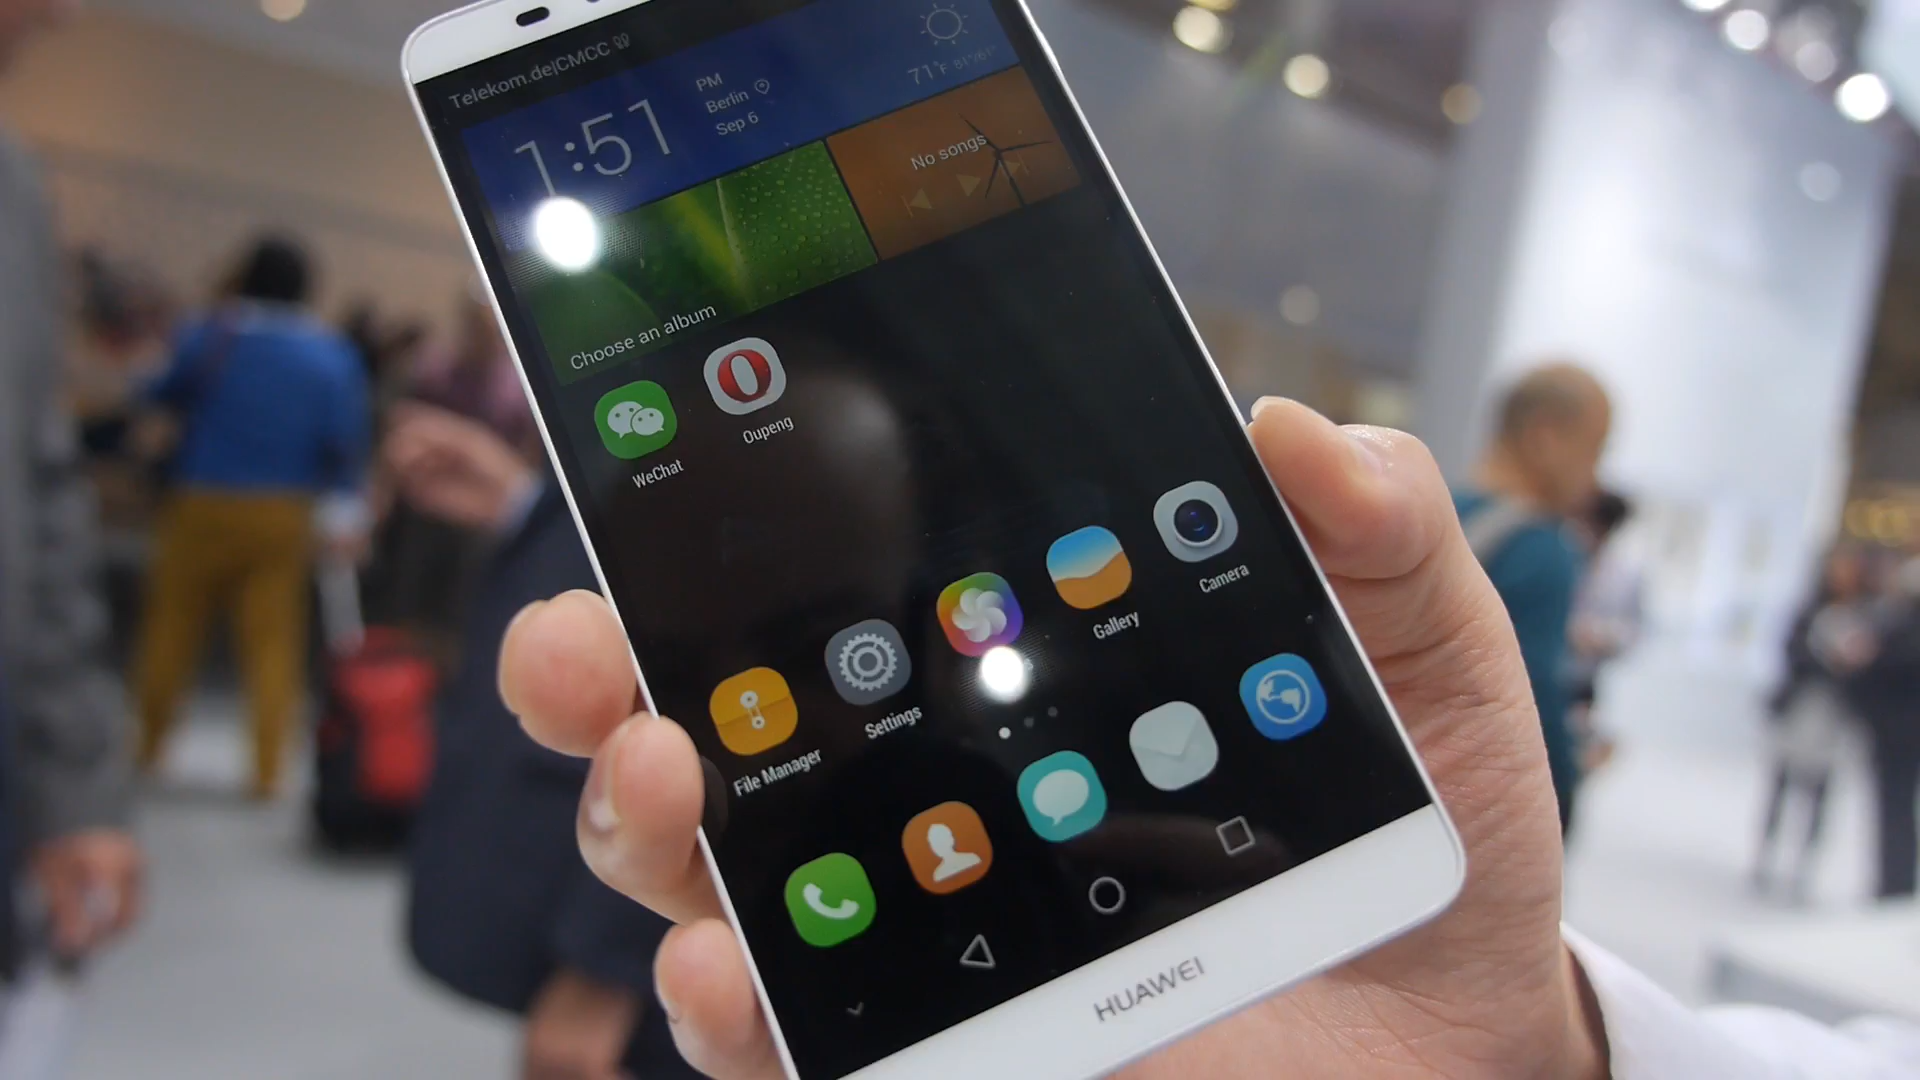 Telekom.de|CMCC
1:51
PM
Berlin
Sep 6
71°F
No songs
Choose an album
WeChat
Oupeng
File Manager
Settings
Gallery
Camera
HUAWEI